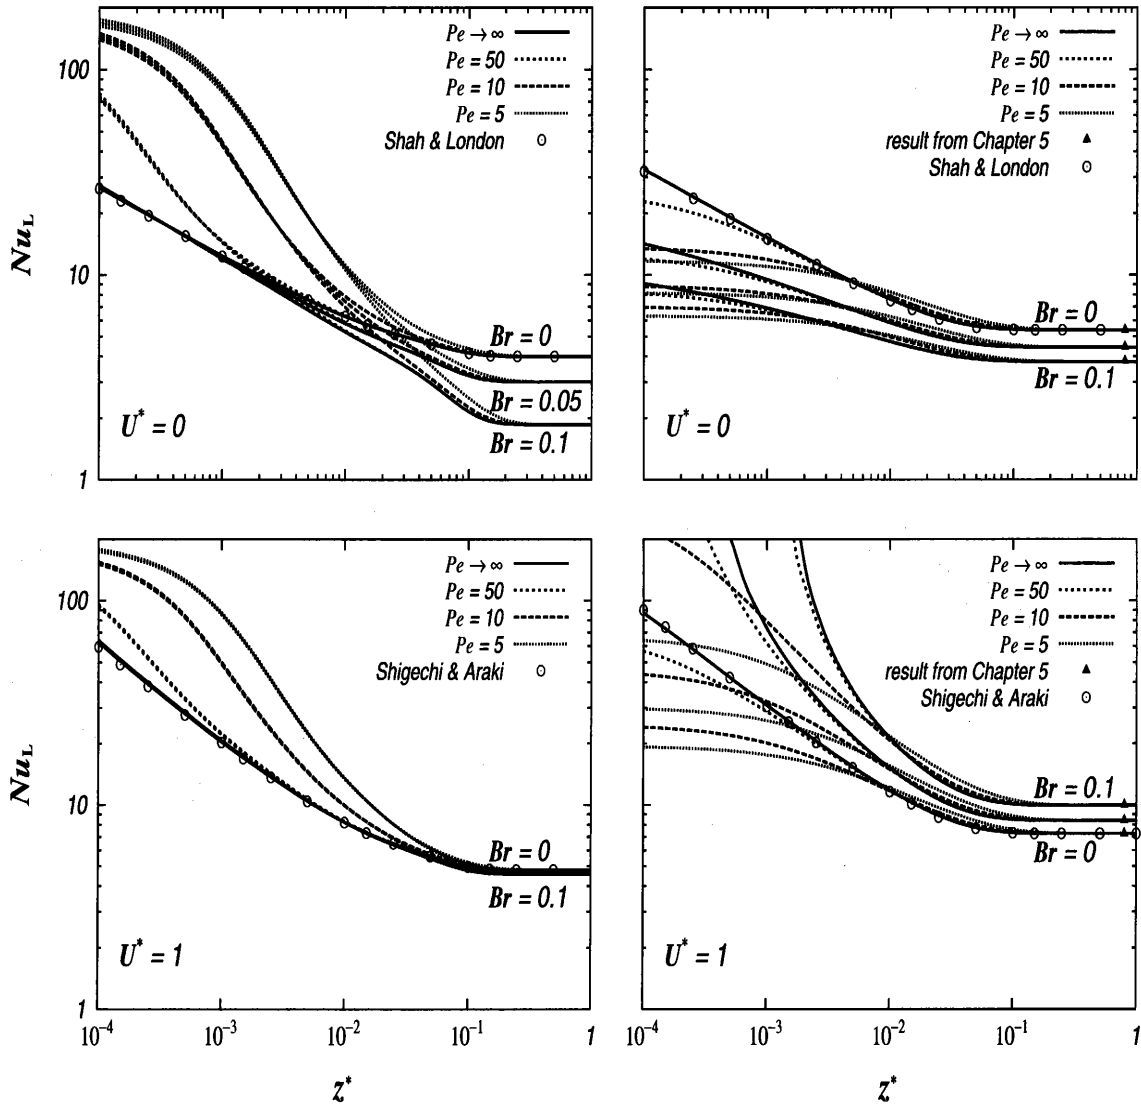 Pe → ∞
Pe = 50
Pe = 10
Pe = 5
Shah & London
100
10
1
Nu_L
Br = 0
Br = 0.05
Br = 0.1
U* = 0
Pe → ∞
Pe = 50
Pe = 10
Pe = 5
result from Chapter 5
Shah & London
Br = 0
Br = 0.1
U* = 0
Pe → ∞
Pe = 50
Pe = 10
Pe = 5
Shigechi & Araki
100
10
1
Nu_L
Br = 0
Br = 0.1
U* = 1
10⁻⁴ 10⁻³ 10⁻² 10⁻¹ 1
z*
Pe → ∞
Pe = 50
Pe = 10
Pe = 5
result from Chapter 5
Shigechi & Araki
Br = 0.1
Br = 0
U* = 1
10⁻⁴ 10⁻³ 10⁻² 10⁻¹ 1
z*